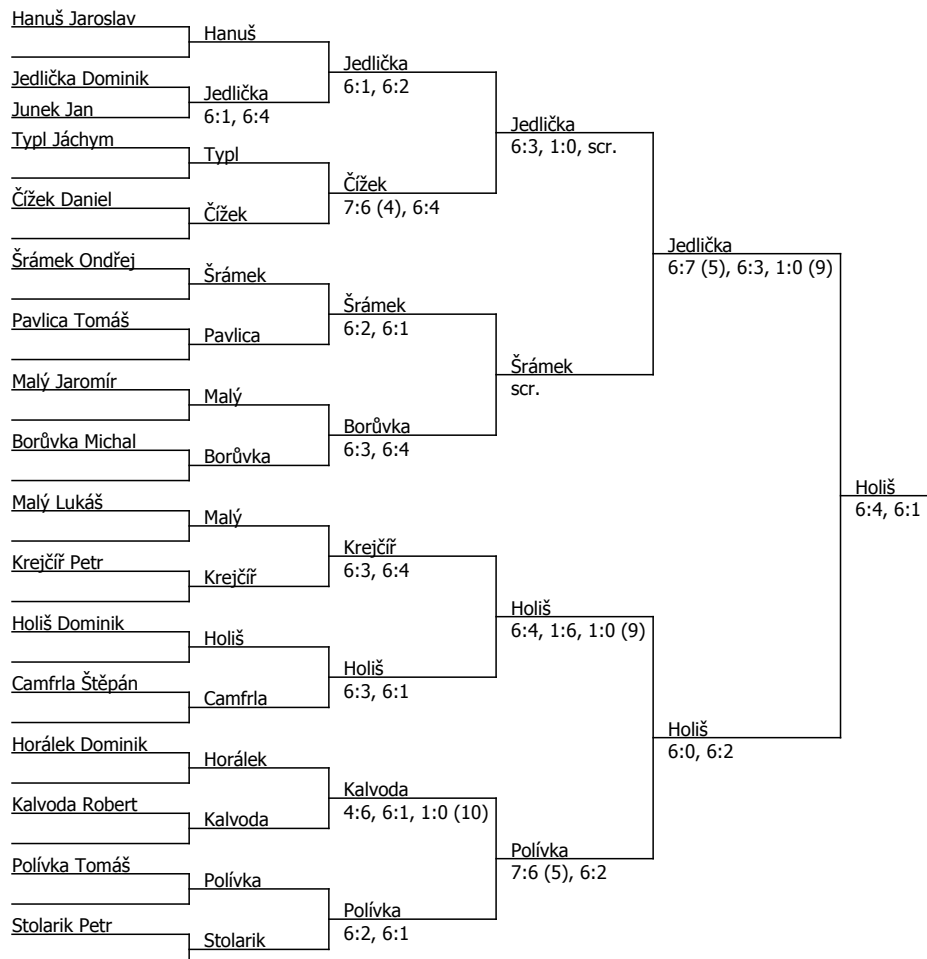 Hanuš Jaroslav
Hanuš
Jedlička
6:1, 6:2
Jedlička Dominik
Jedlička
6:1, 6:4
Junek Jan
Jedlička
6:3, 1:0, scr.
Typl Jáchym
Typl
Čížek
7:6 (4), 6:4
Čížek Daniel
Čížek
Jedlička
6:7 (5), 6:3, 1:0 (9)
Šrámek Ondřej
Šrámek
Šrámek
6:2, 6:1
Pavlica Tomáš
Pavlica
Šrámek
scr.
Malý Jaromír
Malý
Borůvka
6:3, 6:4
Borůvka Michal
Borůvka
Holiš
6:4, 6:1
Malý Lukáš
Malý
Krejčíř
6:3, 6:4
Krejčíř Petr
Krejčíř
Holiš
6:4, 1:6, 1:0 (9)
Holiš Dominik
Holiš
Holiš
6:3, 6:1
Camfrla Štěpán
Camfrla
Holiš
6:0, 6:2
Horálek Dominik
Horálek
Kalvoda
4:6, 6:1, 1:0 (10)
Kalvoda Robert
Kalvoda
Polívka
7:6 (5), 6:2
Polívka Tomáš
Polívka
Polívka
6:2, 6:1
Stolarik Petr
Stolarik